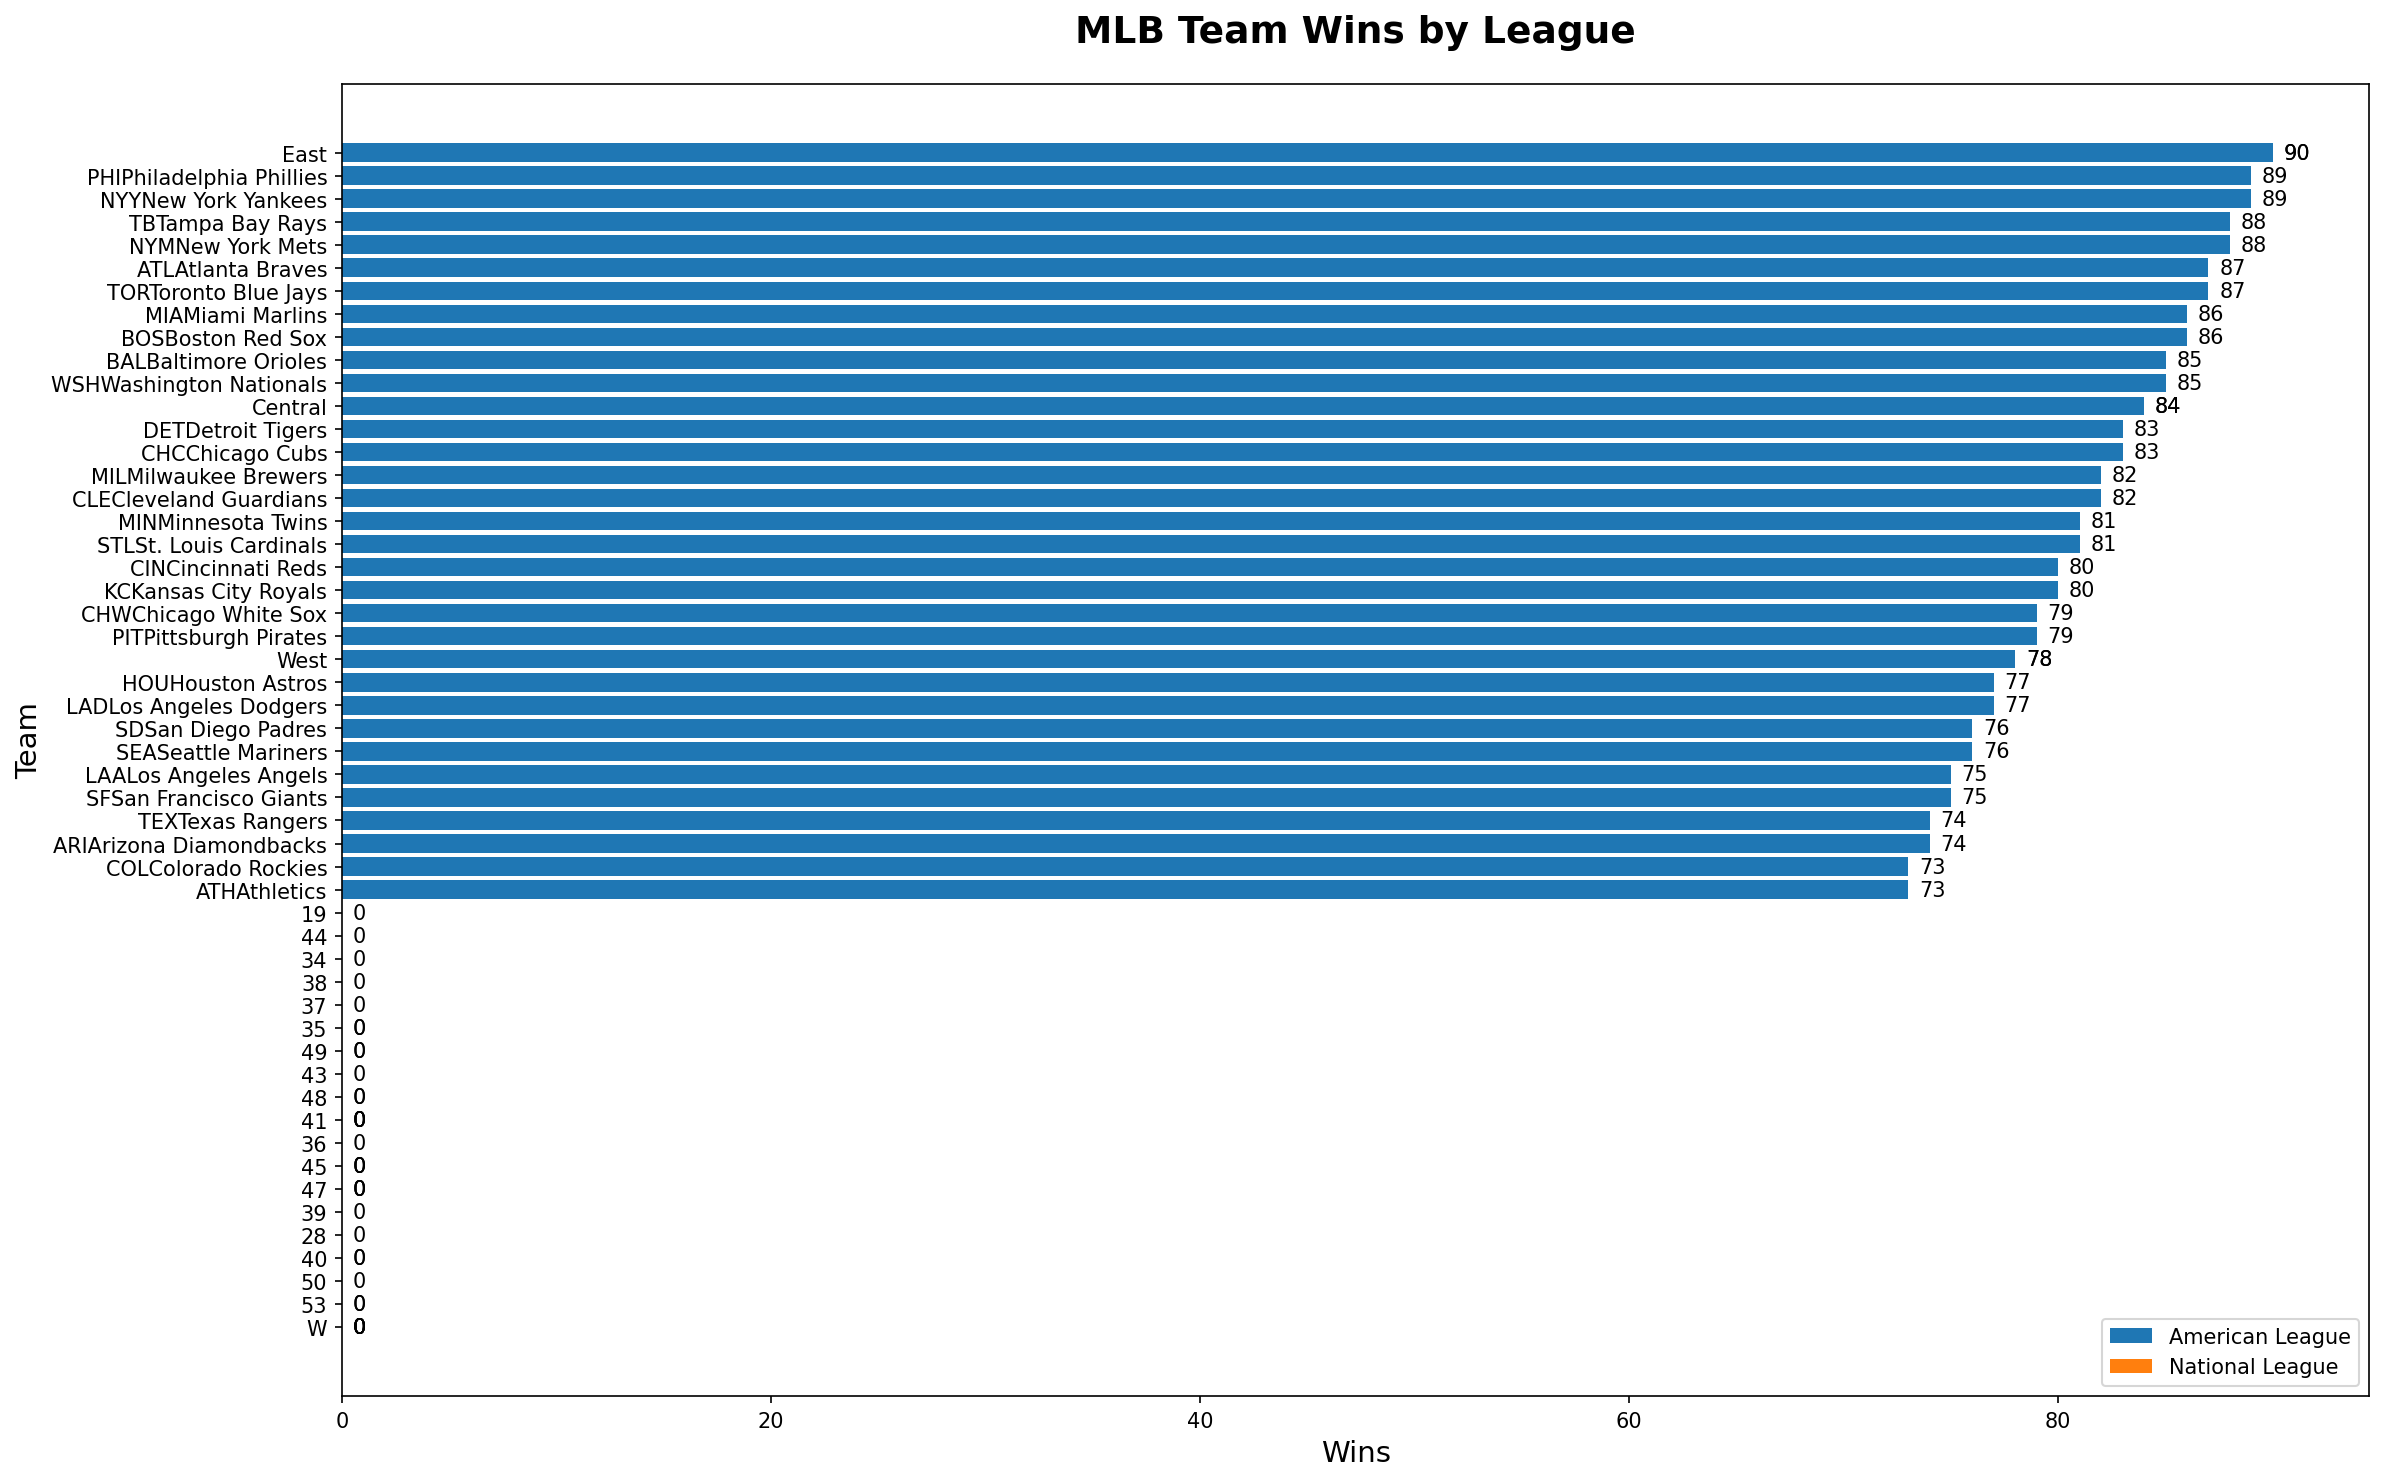 MLB Team Wins by League
East 90
PHIPhiladelphia Phillies 89
NYYNew York Yankees 89
TBTampa Bay Rays 88
NYMNew York Mets 88
ATLAtlanta Braves 87
TORToronto Blue Jays 87
MIAMiami Marlins 86
BOSBoston Red Sox 86
BALBaltimore Orioles 85
WSHWashington Nationals 85
Central 84
DETDetroit Tigers 83
CHCChicago Cubs 83
MILMilwaukee Brewers 82
CLECleveland Guardians 82
MINMinnesota Twins 81
STLSt. Louis Cardinals 81
CINCincinnati Reds 80
KCKansas City Royals 80
CHWChicago White Sox 79
PITPittsburgh Pirates 79
West 78
HOUHouston Astros 77
LADLos Angeles Dodgers 77
SDSan Diego Padres 76
SEASeattle Mariners 76
LAALos Angeles Angels 75
SFSan Francisco Giants 75
TEXTexas Rangers 74
ARIArizona Diamondbacks 74
COLColorado Rockies 73
ATHAthletics 73
19 0
44 0
34 0
38 0
37 0
35 0
49 0
43 0
48 0
41 0
36 0
45 0
47 0
39 0
28 0
40 0
50 0
53 0
W 0
Team
American League
National League
0 20 40 60 80
Wins